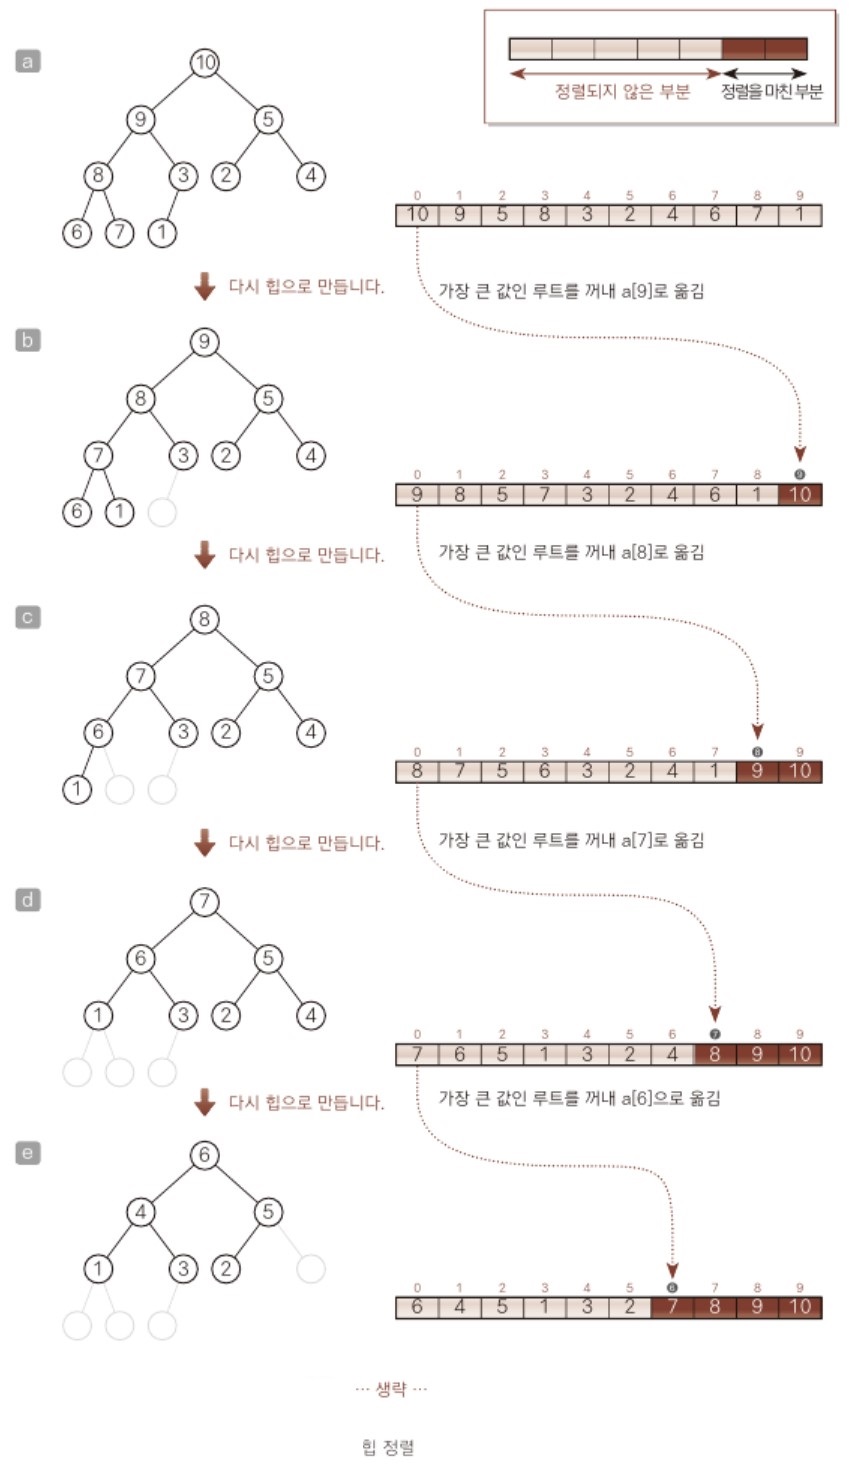 a
10
9 5
8 3 2 4
6 7 1
정렬되지 않은 부분 정렬을 마친 부분
0 1 2 3 4 5 6 7 8 9
10 9 5 8 3 2 4 6 7 1
다시 힙으로 만듭니다.
가장 큰 값인 루트를 꺼내 a[9]로 옮김
b
9
8 5
7 3 2 4
6 1
0 1 2 3 4 5 6 7 8 9
9 8 5 7 3 2 4 6 1 10
다시 힙으로 만듭니다.
가장 큰 값인 루트를 꺼내 a[8]로 옮김
c
8
7 5
6 3 2 4
1
0 1 2 3 4 5 6 7 8 9
8 7 5 6 3 2 4 1 9 10
다시 힙으로 만듭니다.
가장 큰 값인 루트를 꺼내 a[7]로 옮김
d
7
6 5
1 3 2 4
0 1 2 3 4 5 6 7 8 9
7 6 5 1 3 2 4 8 9 10
다시 힙으로 만듭니다.
가장 큰 값인 루트를 꺼내 a[6]으로 옮김
e
6
4 5
1 3 2
0 1 2 3 4 5 6 7 8 9
6 4 5 1 3 2 7 8 9 10
··· 생략 ···
힙 정렬